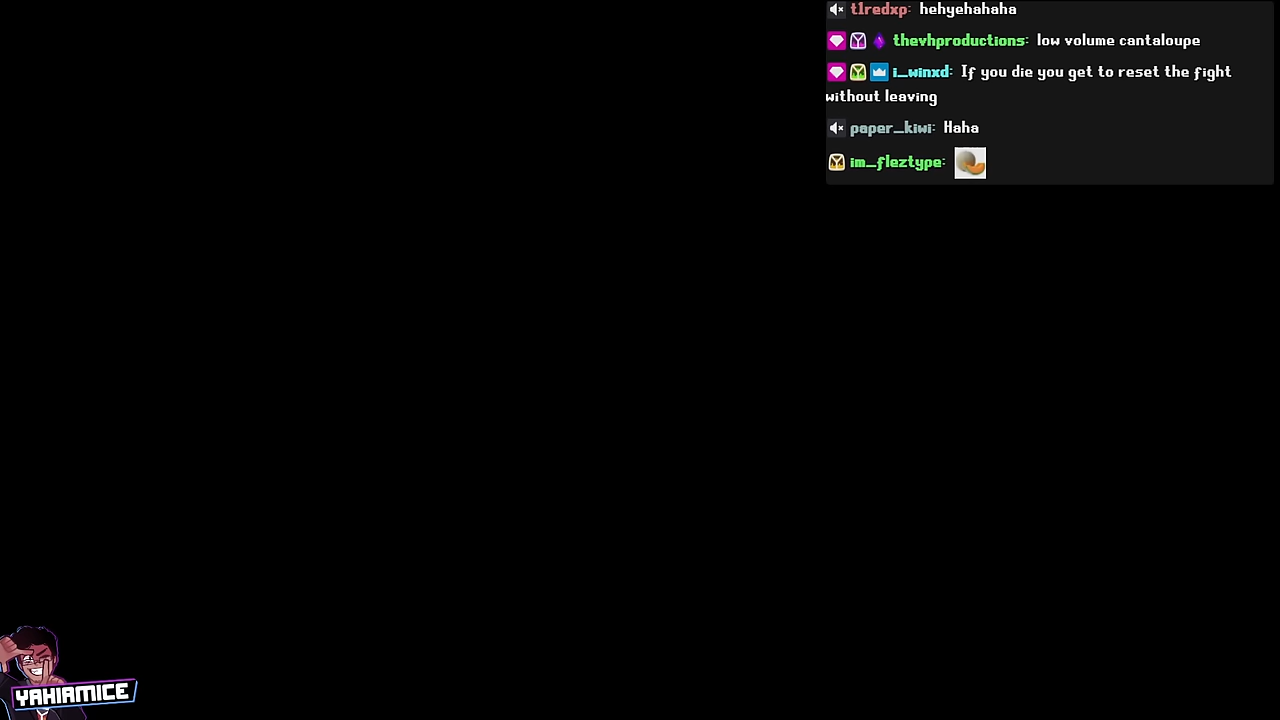 t1redxp: hehyehahaha
thevhproductions: low volume cantaloupe
i_winxd: If you die you get to reset the fight
without leaving
paper_kiwi: Haha
im_fleztype:
YAHIAMICE